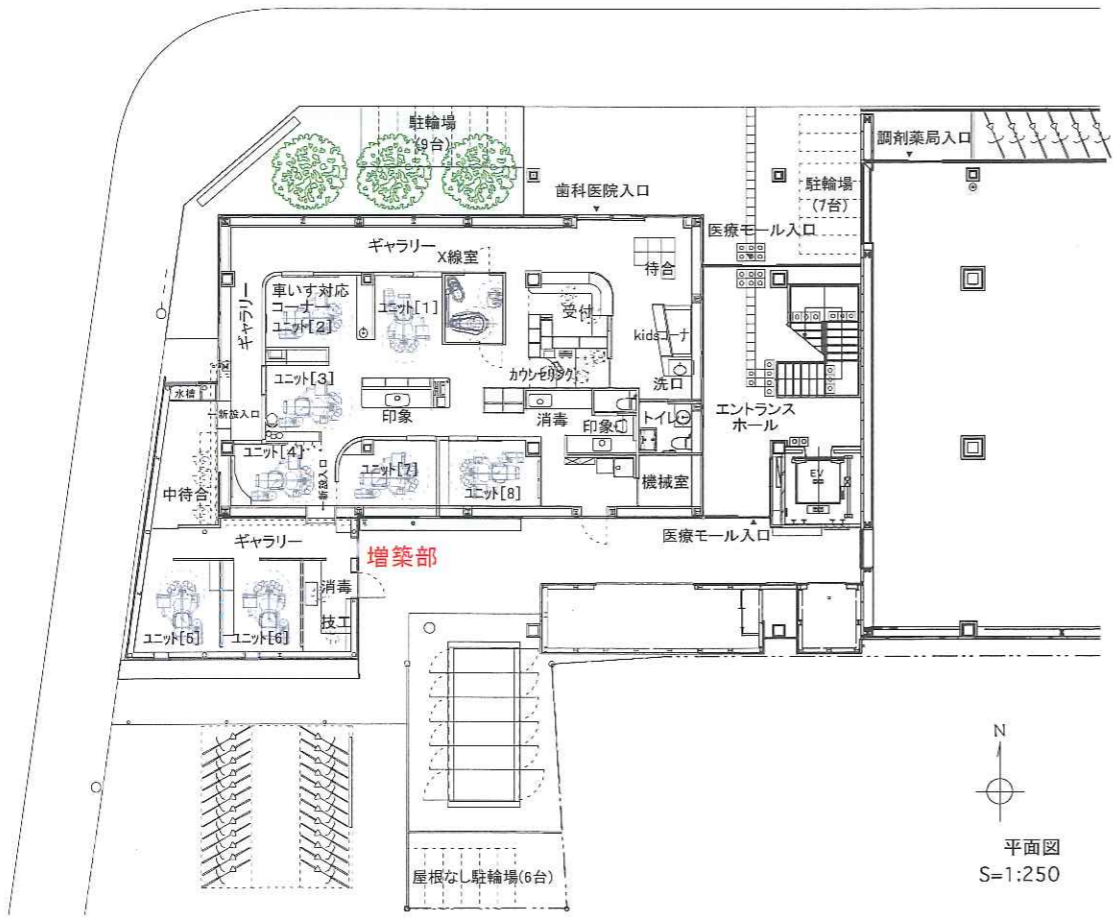 駐輪場
(9台)
調剤薬局入口
歯科医院入口
駐輪場
(7台)
医療モール入口
ギャラリー
X線室
待合
車いす対応
コーナー
ユニット[2]
ユニット[1]
受付
ギャラリー
kidsコーナ
ユニット[3]
カウンセリング
洗口
水槽
←新設入口
印象
消毒
印象
トイレ
エントランス
ホール
ユニット[4]
ユニット[7]
ユニット[8]
←新設入口
機械室
EV
中待合
ギャラリー
増築部
医療モール入口
消毒
技工
ユニット[5]
ユニット[6]
N
平面図
S=1:250
屋根なし駐輪場(6台)